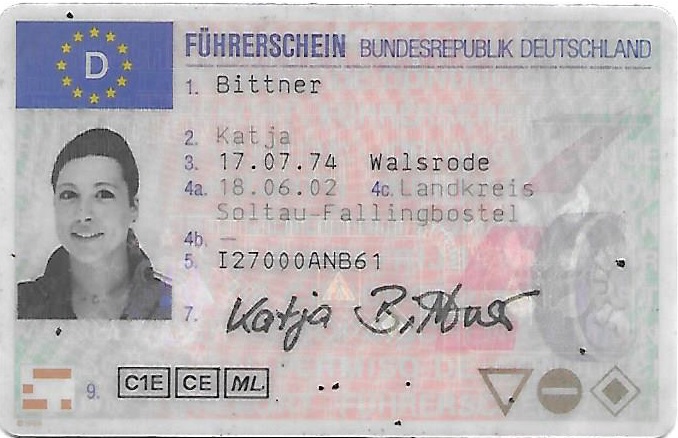 D
FÜHRERSCHEIN BUNDESREPUBLIK DEUTSCHLAND
1. Bittner
2. Katja
3. 17.07.74 Walsrode
4a. 18.06.02 4c. Landkreis
Soltau-Fallingbostel
4b. —
5. I27000ANB61
7. Katja Bittner
9. C1E CE ML